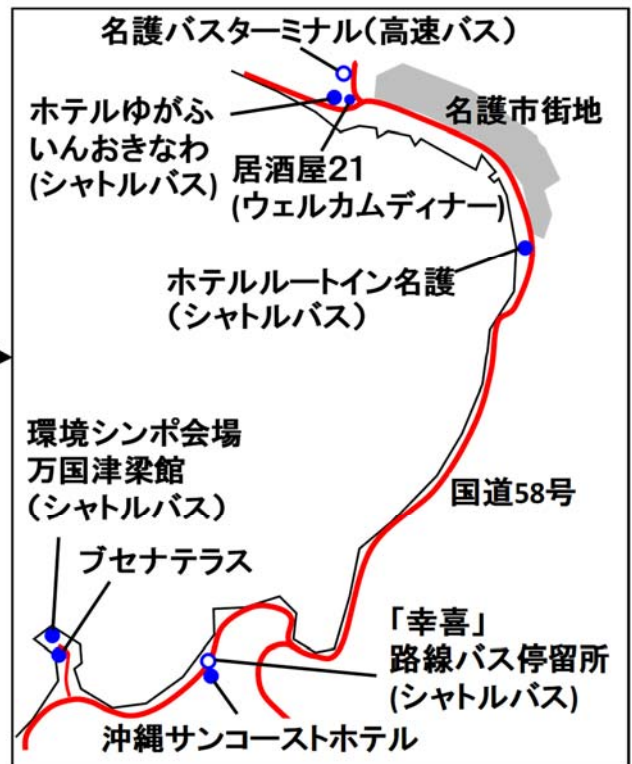 名護バスターミナル(高速バス)
ホテルゆがふ
いんおきなわ
(シャトルバス)
居酒屋21
(ウェルカムディナー)
名護市街地
ホテルルートイン名護
(シャトルバス)
環境シンポ会場
万国津梁館
(シャトルバス)
ブセナテラス
国道58号
「幸喜」
路線バス停留所
(シャトルバス)
沖縄サンコーストホテル